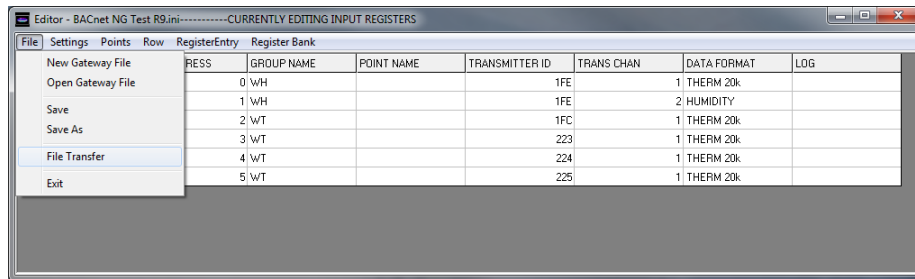 Editor - BACnet NG Test R9.ini-----------CURRENTLY EDITING INPUT REGISTERS
File Settings Points Row RegisterEntry Register Bank
New Gateway File
Open Gateway File
Save
Save As
File Transfer
Exit
RESS GROUP NAME POINT NAME TRANSMITTER ID TRANS CHAN DATA FORMAT LOG
0 WH 1FE 1 THERM 20k
1 WH 1FE 2 HUMIDITY
2 WT 1FC 1 THERM 20k
3 WT 223 1 THERM 20k
4 WT 224 1 THERM 20k
5 WT 225 1 THERM 20k